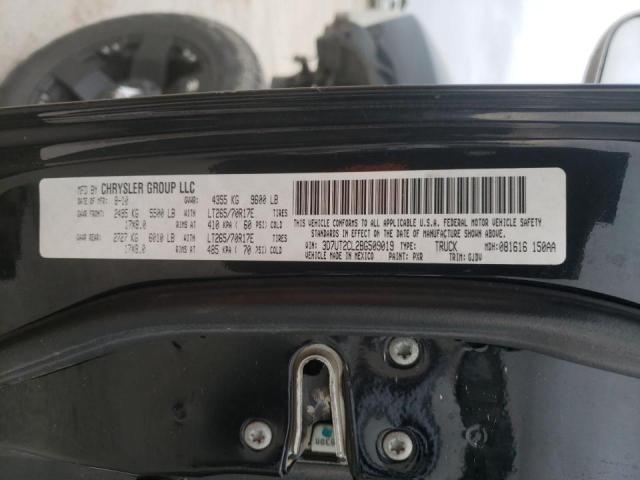 MFD BY CHRYSLER GROUP LLC
DATE OF MFR 8-10 GVWR: 4355 KG 9600 LB
GAWR FRONT 2495 KG 5500 LB WITH LT265/70R17E TIRES
17X8.0 RIMS AT 410 KPA ( 60 PSI) COLD
GAWR REAR 2727 KG 6010 LB WITH LT265/70R17E TIRES
17X8.0 RIMS AT 485 KPA ( 70 PSI) COLD
THIS VEHICLE CONFORMS TO ALL APPLICABLE U.S.A. FEDERAL MOTOR VEHICLE SAFETY
STANDARDS IN EFFECT ON THE DATE OF MANUFACTURE SHOWN ABOVE.
VIN: 3D7UT2CL2BG509019 TYPE: TRUCK MDH: 081616 150AA
VEHICLE MADE IN MEXICO PAINT: PXR TRIM: GJDV